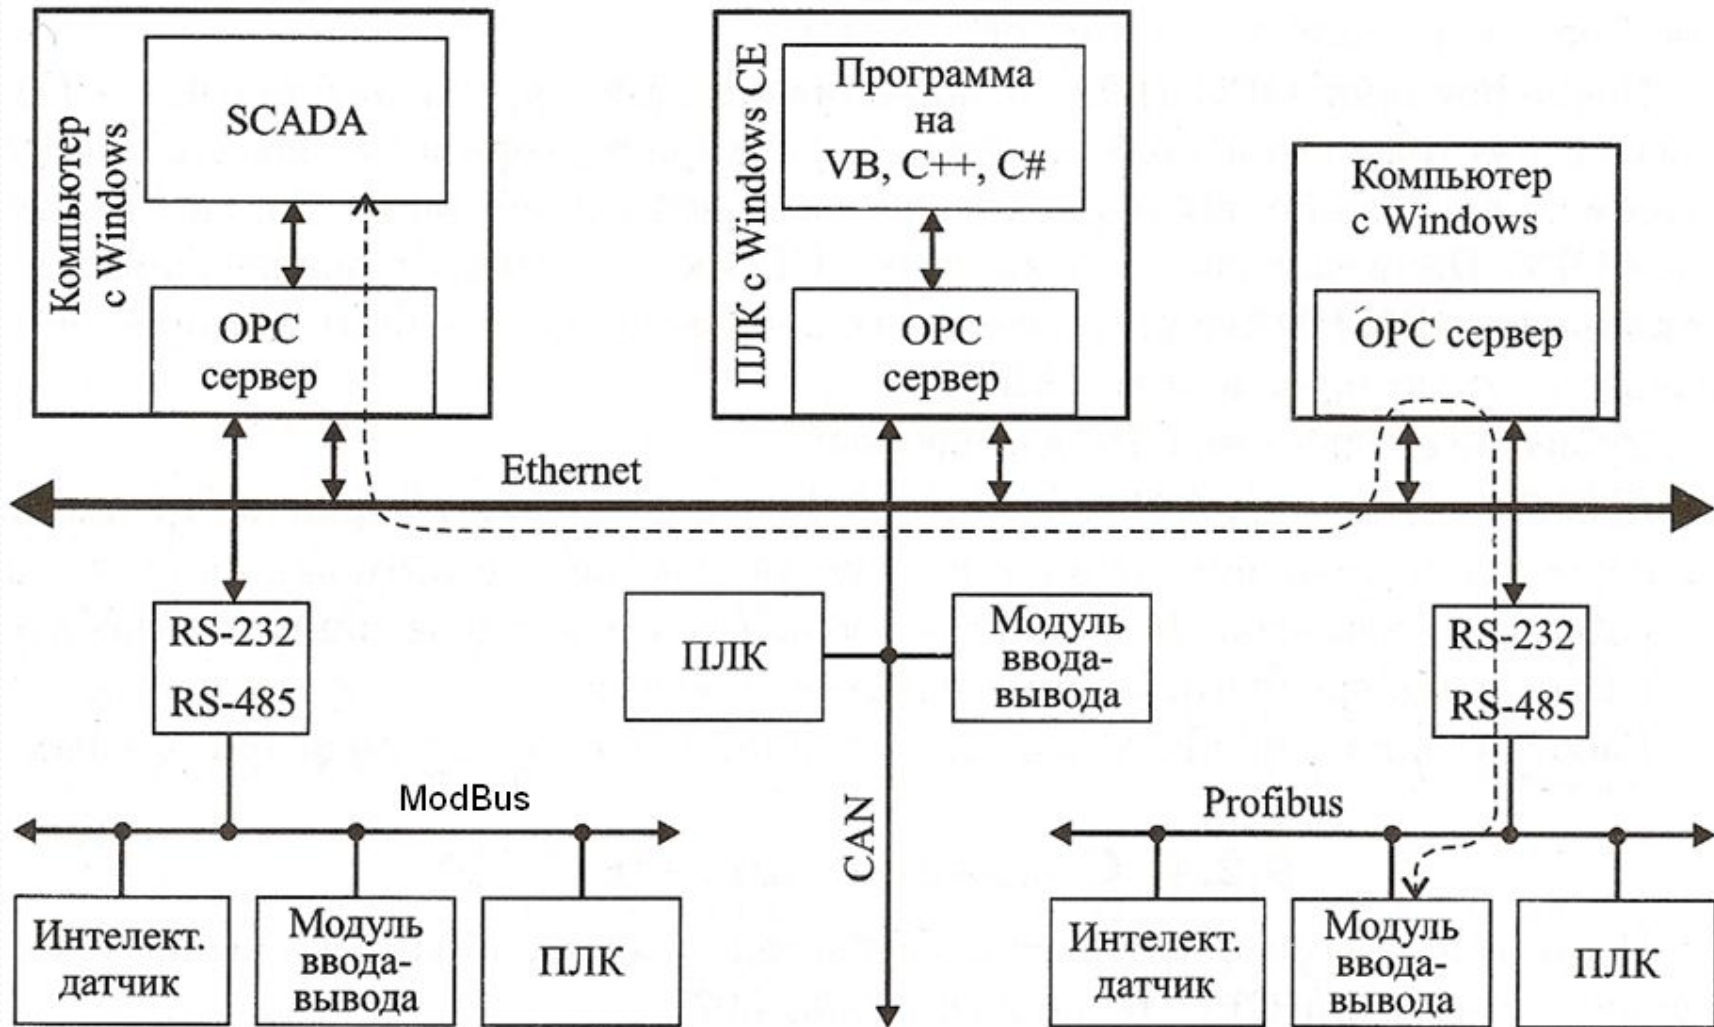 Компьютер
с Windows
SCADA
OPC
сервер
ПЛК с Windows CE
Программа
на
VB, C++, C#
OPC
сервер
Компьютер
с Windows
OPC сервер
Ethernet
RS-232
RS-485
ПЛК
Модуль
ввода-
вывода
RS-232
RS-485
ModBus
CAN
Profibus
Интелект.
датчик
Модуль
ввода-
вывода
ПЛК
Интелект.
датчик
Модуль
ввода-
вывода
ПЛК